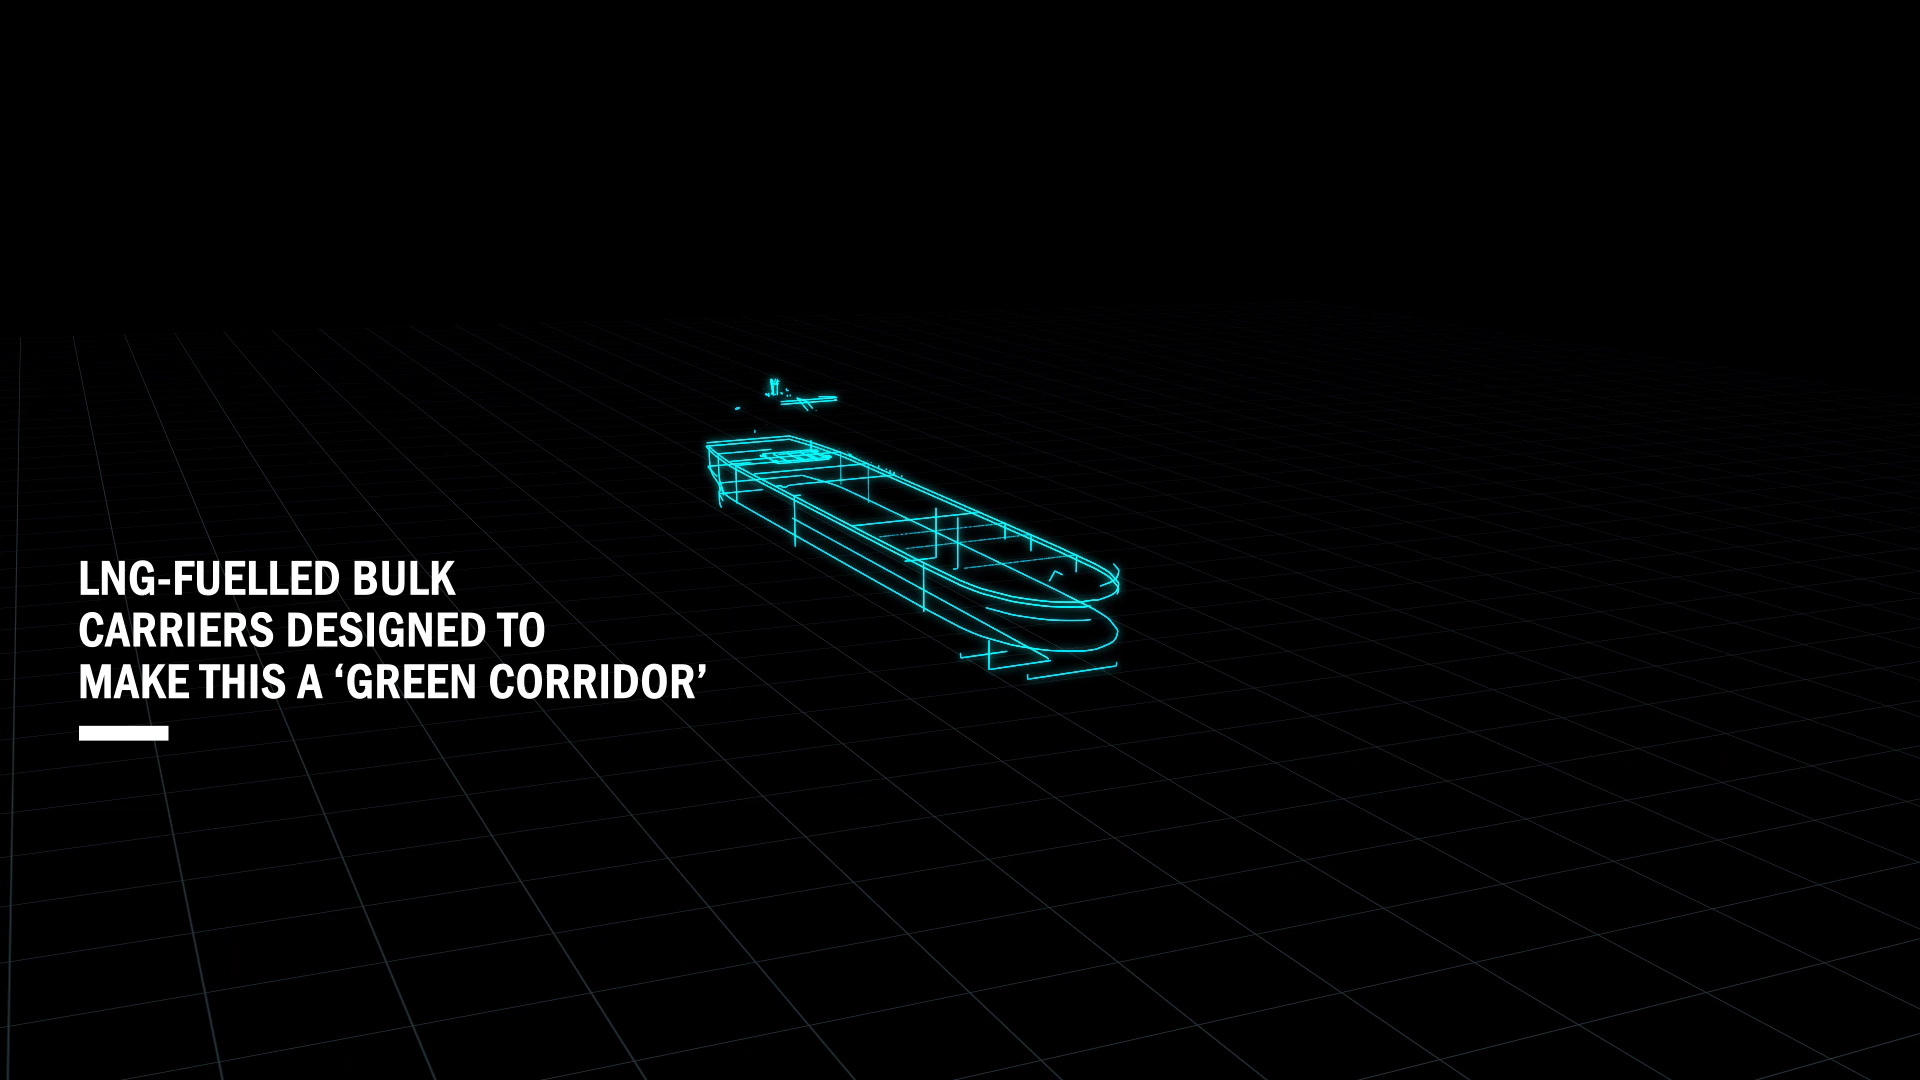 LNG-FUELLED BULK
CARRIERS DESIGNED TO
MAKE THIS A ‘GREEN CORRIDOR’